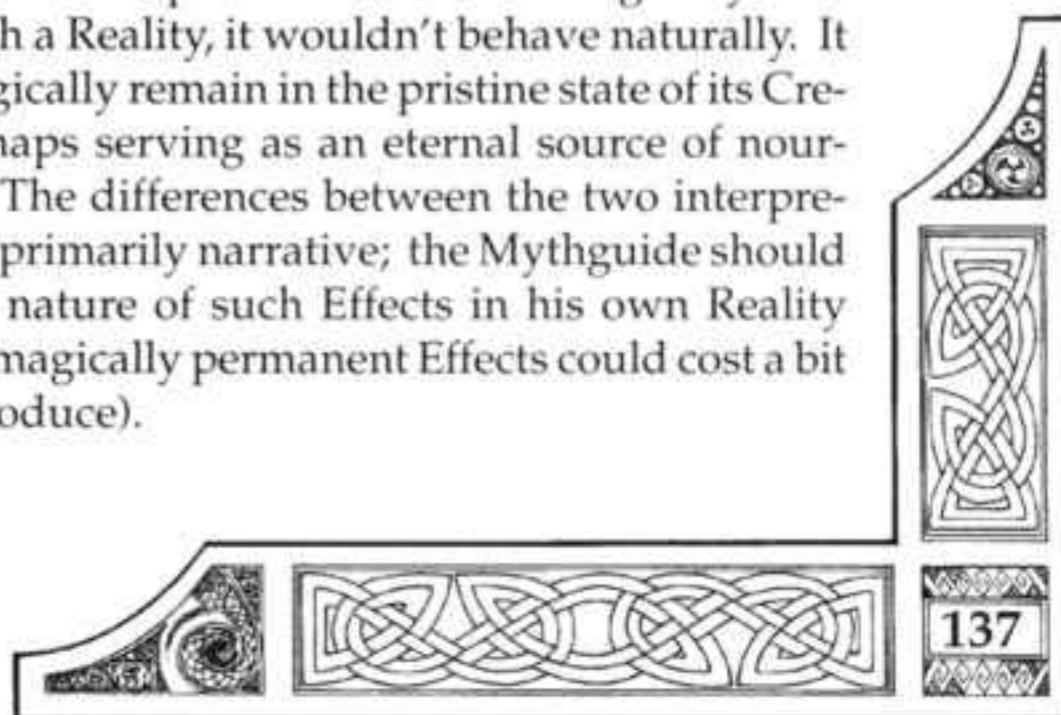 h a Reality, it wouldn't behave naturally. It
gically remain in the pristine state of its Cre-
haps serving as an eternal source of nour-
The differences between the two interpre-
primarily narrative; the Mythguide should
nature of such Effects in his own Reality
magically permanent Effects could cost a bit
oduce).
137